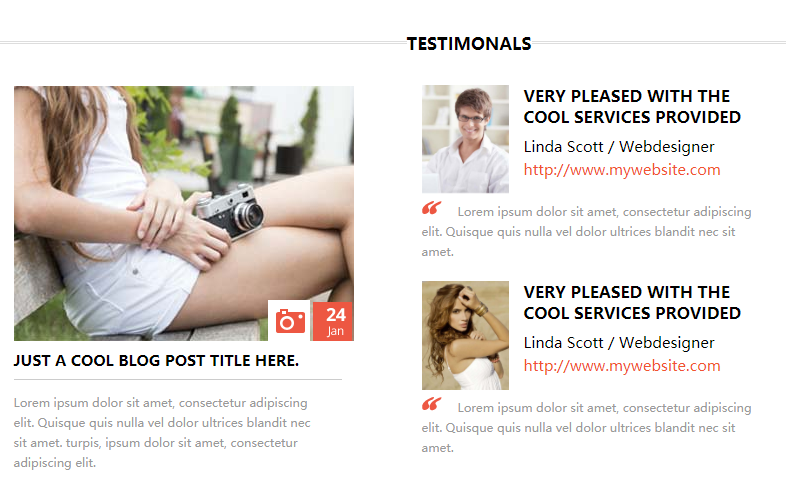 TESTIMONALS
24
Jan
JUST A COOL BLOG POST TITLE HERE.
Lorem ipsum dolor sit amet, consectetur adipiscing
elit. Quisque quis nulla vel dolor ultrices blandit nec
sit amet. turpis, ipsum dolor sit amet, consectetur
adipiscing elit.
VERY PLEASED WITH THE
COOL SERVICES PROVIDED
Linda Scott / Webdesigner
http://www.mywebsite.com
“ Lorem ipsum dolor sit amet, consectetur adipiscing
elit. Quisque quis nulla vel dolor ultrices blandit nec sit
amet.
VERY PLEASED WITH THE
COOL SERVICES PROVIDED
Linda Scott / Webdesigner
http://www.mywebsite.com
“ Lorem ipsum dolor sit amet, consectetur adipiscing
elit. Quisque quis nulla vel dolor ultrices blandit nec sit
amet.